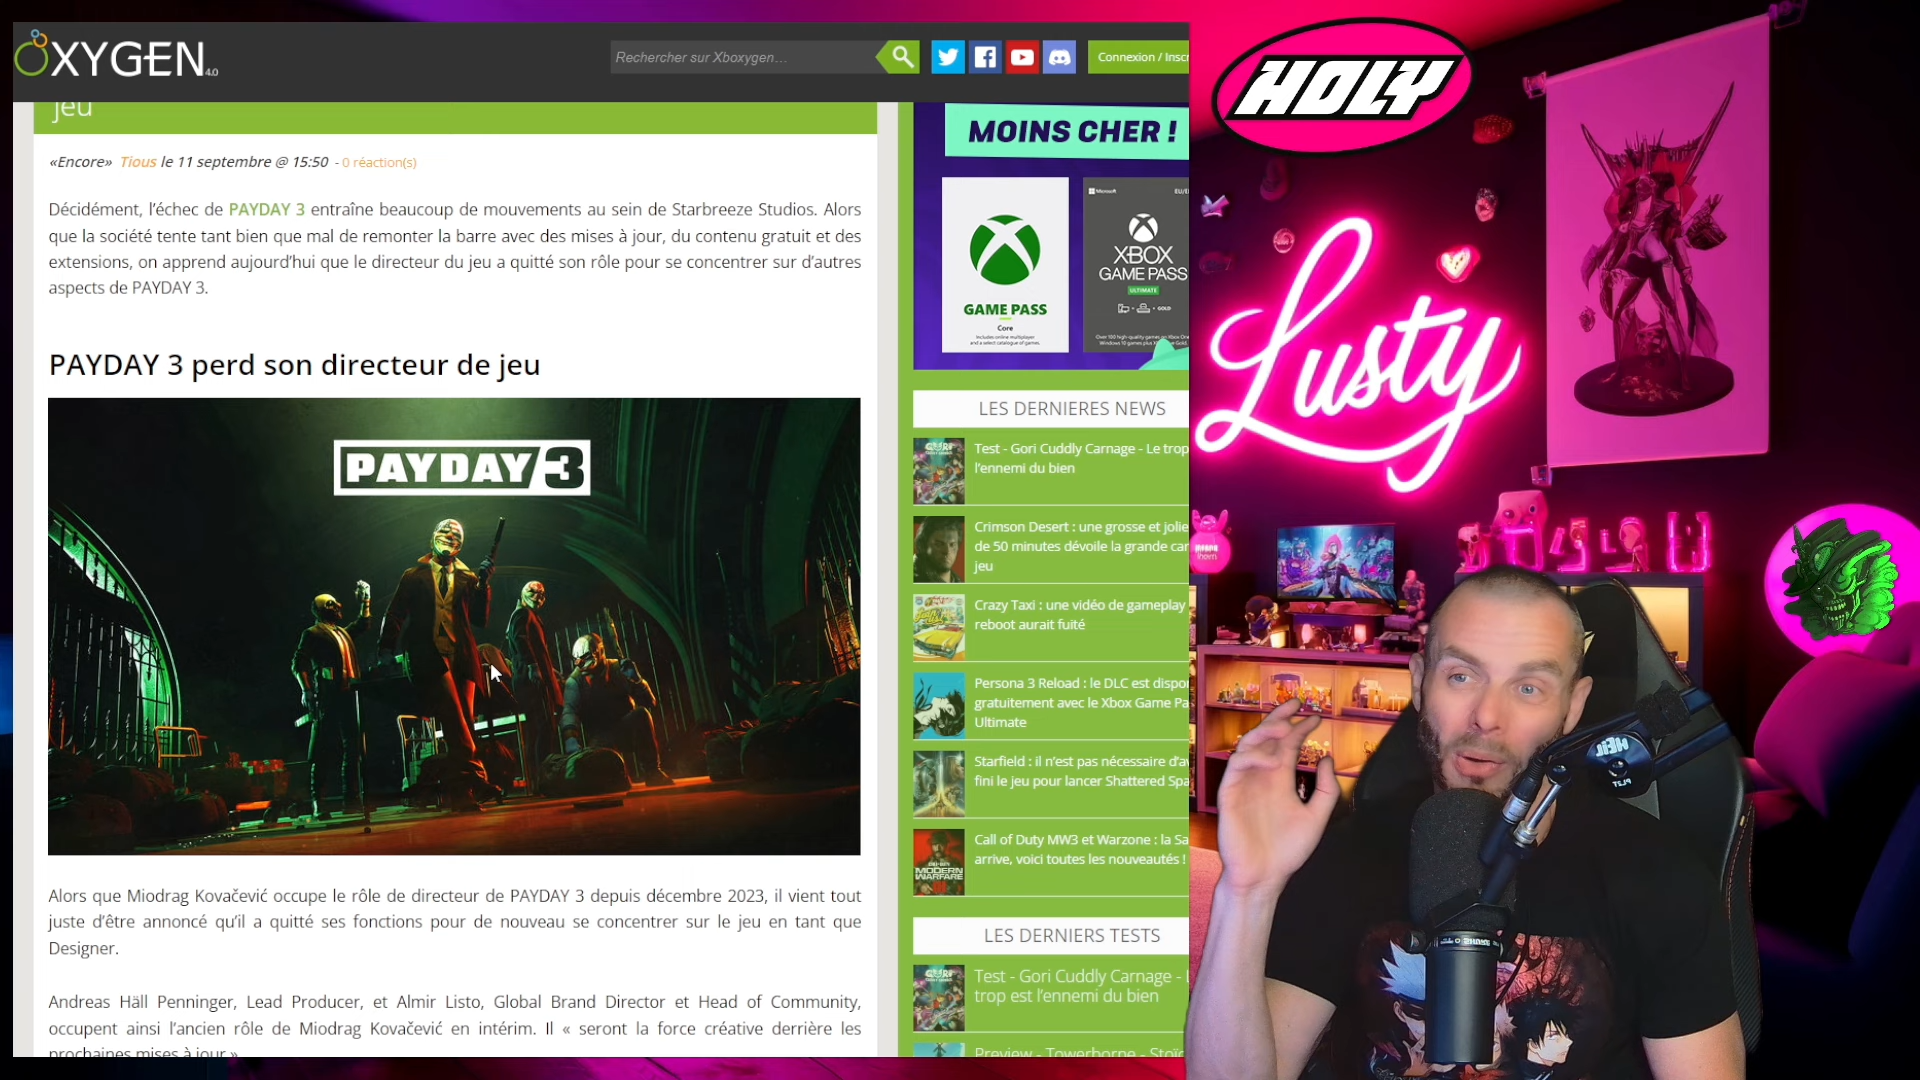 OXYGEN 4.0
Rechercher sur Xboxygen…
Connexion / Inscr
jeu
«Encore» Tious le 11 septembre @ 15:50 - 0 réaction(s)
Décidément, l’échec de PAYDAY 3 entraîne beaucoup de mouvements au sein de Starbreeze Studios. Alors
que la société tente tant bien que mal de remonter la barre avec des mises à jour, du contenu gratuit et des
extensions, on apprend aujourd’hui que le directeur du jeu a quitté son rôle pour se concentrer sur d’autres
aspects de PAYDAY 3.
PAYDAY 3 perd son directeur de jeu
PAYDAY 3
Alors que Miodrag Kovačević occupe le rôle de directeur de PAYDAY 3 depuis décembre 2023, il vient tout
juste d’être annoncé qu’il a quitté ses fonctions pour de nouveau se concentrer sur le jeu en tant que
Designer.
Andreas Häll Penninger, Lead Producer, et Almir Listo, Global Brand Director et Head of Community,
occupent ainsi l’ancien rôle de Miodrag Kovačević en intérim. Il « seront la force créative derrière les
prochaines mises à jour »
MOINS CHER !
GAME PASS
Core
Microsoft
XBOX
GAME PASS
ULTIMATE
LES DERNIERES NEWS
Test - Gori Cuddly Carnage - Le trop
l’ennemi du bien
Crimson Desert : une grosse et jolie
de 50 minutes dévoile la grande
jeu
Crazy Taxi : une vidéo de gameplay
reboot aurait fuité
Persona 3 Reload : le DLC est dispo
gratuitement avec le Xbox Game Pa
Ultimate
Starfield : il n’est pas nécessaire d’a
fini le jeu pour lancer Shattered Spa
Call of Duty MW3 et Warzone : la Sa
arrive, voici toutes les nouveautés !
MODERN
WARFARE
LES DERNIERS TESTS
Test - Gori Cuddly Carnage -
trop est l’ennemi du bien
Preview - Towerborne - Stoïc
HOLY
Lusty
HEIL
PL2T